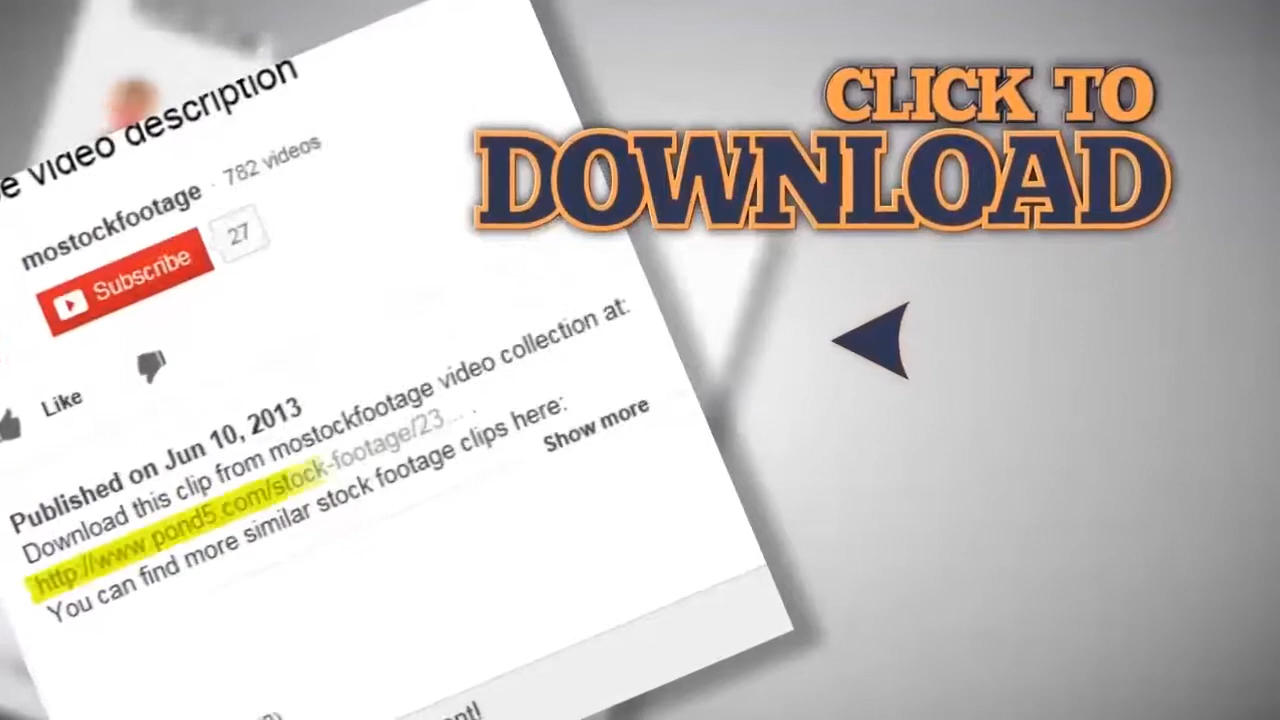 CLICK TO
DOWNLOAD
e video description
mostockfootage · 782 videos
Subscribe
27
Like
Published on Jun 10, 2013
Download this clip from mostockfootage video collection at:
http://www.pond5.com/stock-footage/23...
You can find more similar stock footage clips here:
Show more